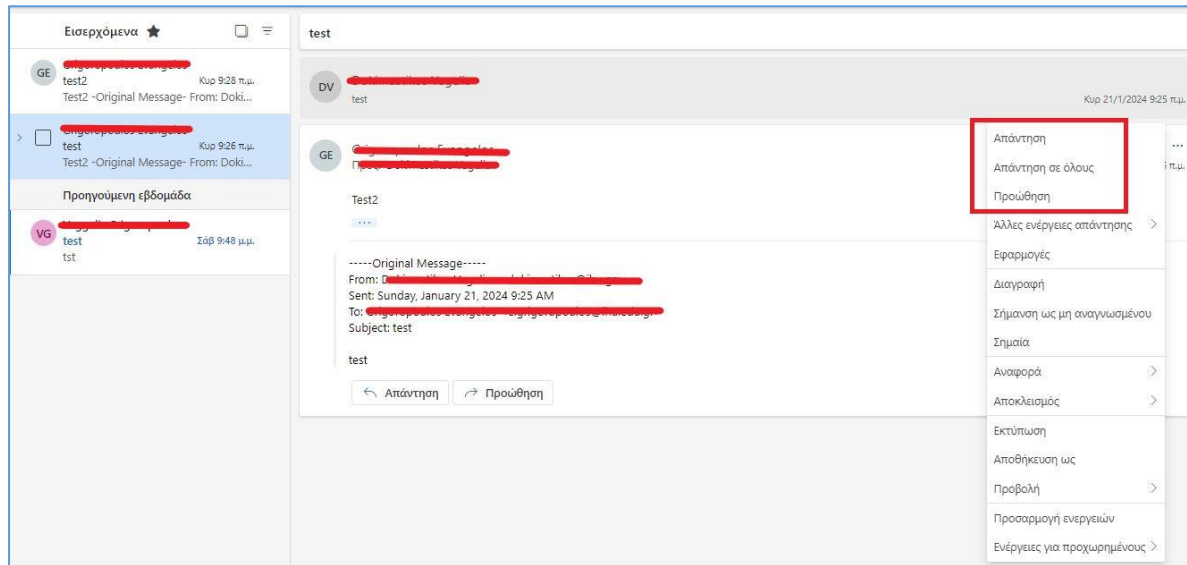 Εισερχόμενα
GE
test2
Κυρ 9:28 π.μ.
Test2 -Original Message- From: Doki...
test
Κυρ 9:26 π.μ.
Test2 -Original Message- From: Doki...
Προηγούμενη εβδομάδα
VG
test
Σάβ 9:48 μ.μ.
tst
test
DV
test
Κυρ 21/1/2024 9:25 π.μ.
GE
...
π.μ.
Test2
...
-----Original Message-----
From:
Sent: Sunday, January 21, 2024 9:25 AM
To:
Subject: test
test
Απάντηση
Προώθηση
Απάντηση
Απάντηση σε όλους
Προώθηση
Άλλες ενέργειες απάντησης
Εφαρμογές
Διαγραφή
Σήμανση ως μη αναγνωσμένου
Σημαία
Αναφορά
Αποκλεισμός
Εκτύπωση
Αποθήκευση ως
Προβολή
Προσαρμογή ενεργειών
Ενέργειες για προχωρημένους